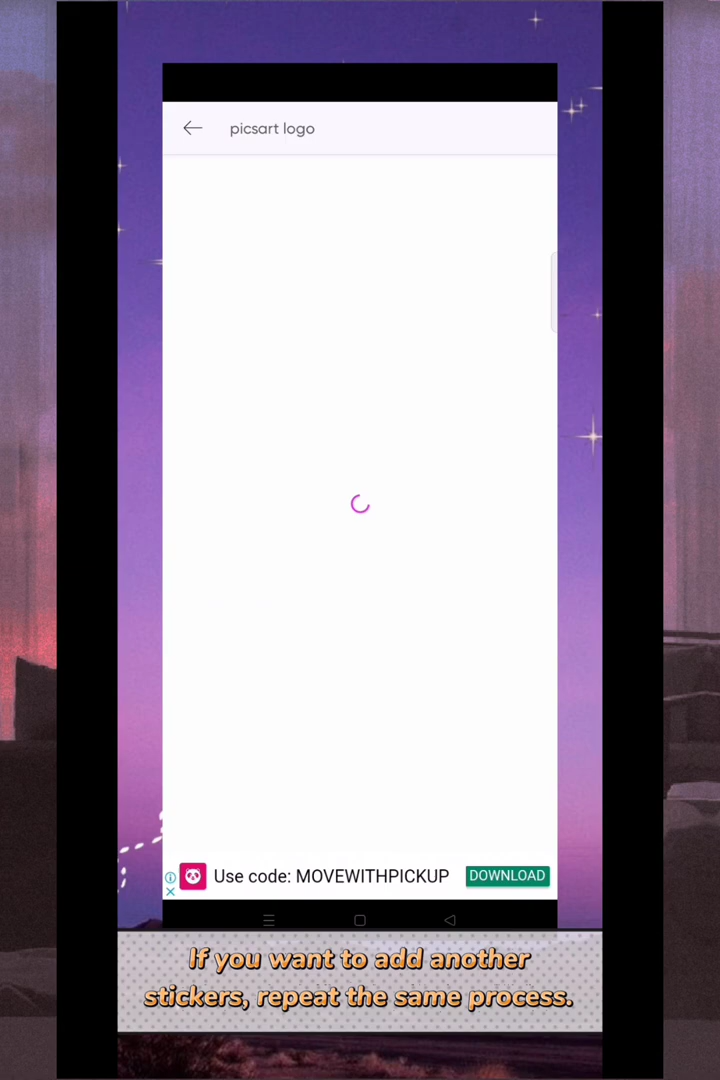 picsart logo
Use code: MOVEWITHPICKUP
DOWNLOAD
If you want to add another
stickers, repeat the same process.